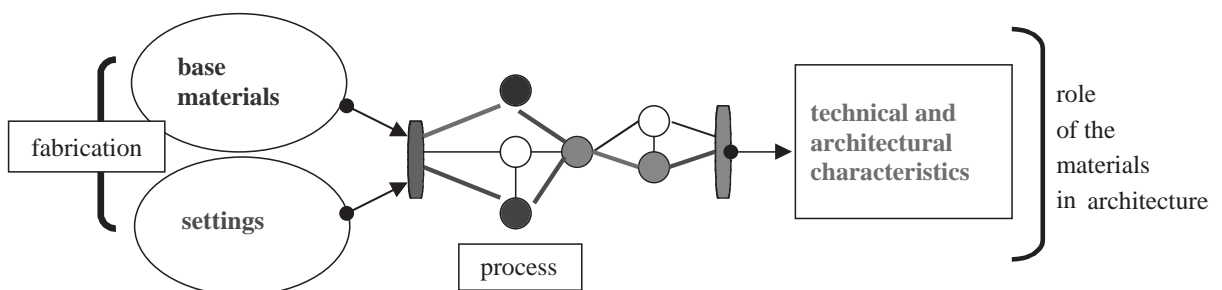 base
materials
fabrication
settings
process
technical and
architectural
characteristics
role
of the
materials
in architecture